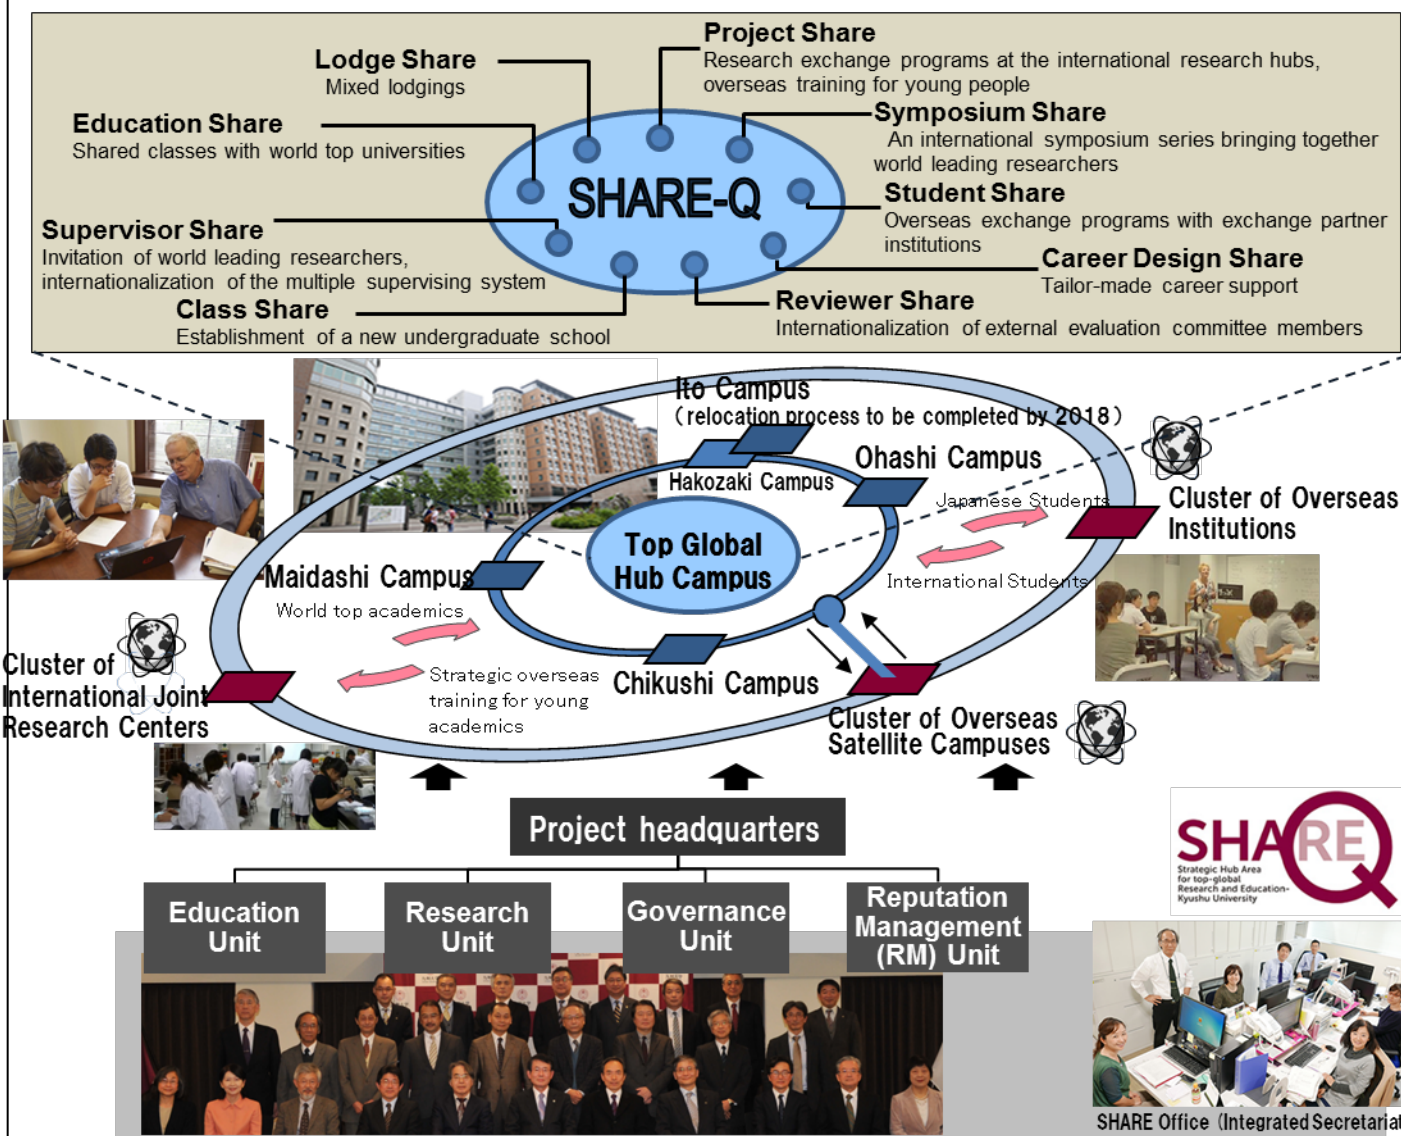 Project Share
Research exchange programs at the international research hubs,
overseas training for young people
Lodge Share
Mixed lodgings
Symposium Share
An international symposium series bringing together
world leading researchers
Education Share
Shared classes with world top universities
SHARE-Q
Student Share
Overseas exchange programs with exchange partner
institutions
Supervisor Share
Invitation of world leading researchers,
internationalization of the multiple supervising system
Career Design Share
Tailor-made career support
Class Share
Establishment of a new undergraduate school
Reviewer Share
Internationalization of external evaluation committee members
Ito Campus
(relocation process to be completed by 2018)
Hakozaki Campus
Ohashi Campus
Japanese Students
Cluster of Overseas
Institutions
Top Global
Hub Campus
International Students
Maidashi Campus
World top academics
Strategic overseas
training for young
academics
Chikushi Campus
Cluster of
International Joint
Research Centers
Cluster of Overseas
Satellite Campuses
Project headquarters
Education
Unit
Research
Unit
Governance
Unit
Reputation
Management
(RM) Unit
SHARE Q
Strategic Hub Area
for top-global
Research and Education-
Kyushu University
SHARE Office (Integrated Secretariat